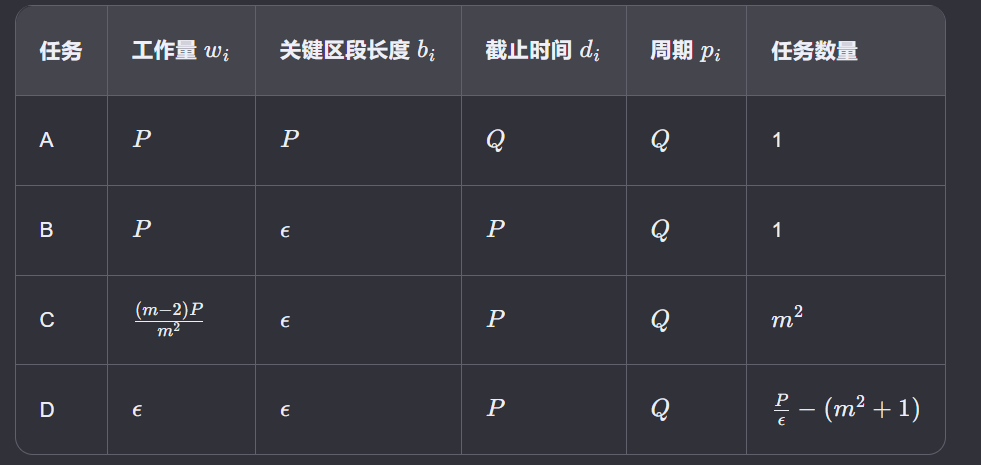 任务 工作量 $w_i$ 关键区段长度 $b_i$ 截止时间 $d_i$ 周期 $p_i$ 任务数量
A $P$ $P$ $Q$ $Q$ 1
B $P$ $\epsilon$ $P$ $Q$ 1
C $\frac{(m-2)P}{m^2}$ $\epsilon$ $P$ $Q$ $m^2$
D $\epsilon$ $\epsilon$ $P$ $Q$ $\frac{P}{\epsilon} - (m^2 + 1)$